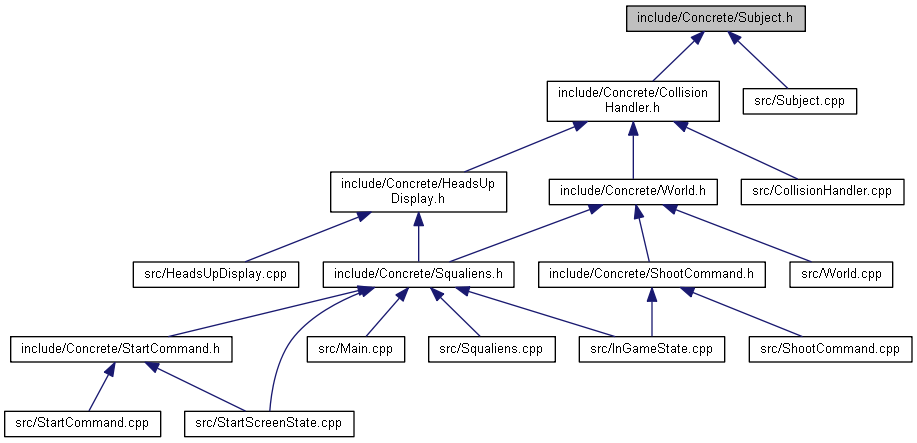 include/Concrete/Subject.h
include/Concrete/Collision
Handler.h
src/Subject.cpp
include/Concrete/HeadsUp
Display.h
include/Concrete/World.h
src/CollisionHandler.cpp
src/HeadsUpDisplay.cpp
include/Concrete/Squaliens.h
include/Concrete/ShootCommand.h
src/World.cpp
include/Concrete/StartCommand.h
src/Main.cpp
src/Squaliens.cpp
src/InGameState.cpp
src/ShootCommand.cpp
src/StartCommand.cpp
src/StartScreenState.cpp